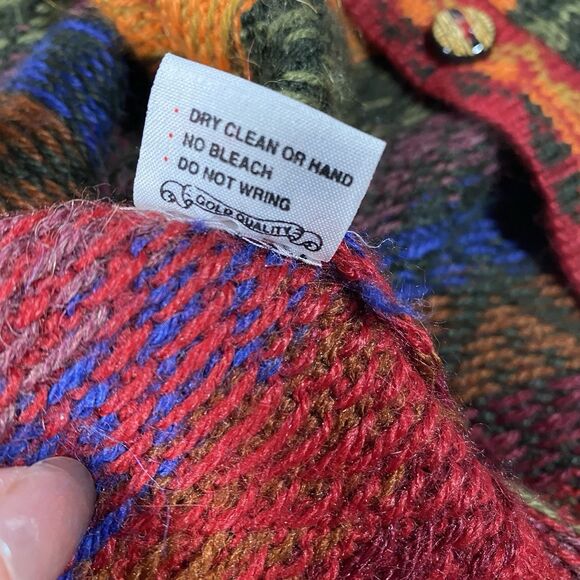 • DRY CLEAN OR HAND
• NO BLEACH
• DO NOT WRING
GOLD QUALITY